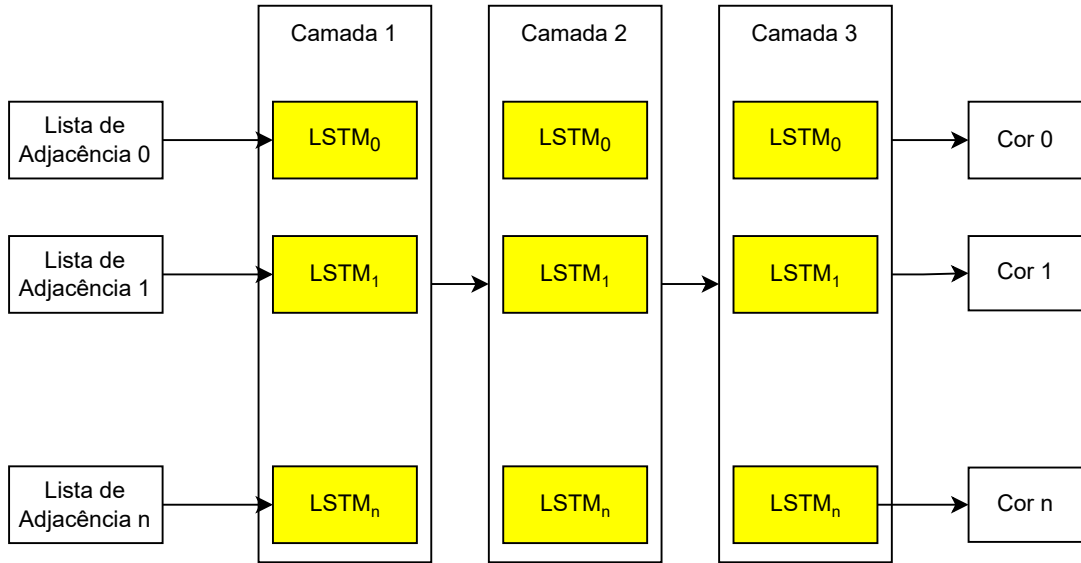 Camada 1
Camada 2
Camada 3
Lista de
Adjacência 0
LSTM₀
LSTM₀
LSTM₀
Cor 0
Lista de
Adjacência 1
LSTM₁
LSTM₁
LSTM₁
Cor 1
Lista de
Adjacência n
LSTMₙ
LSTMₙ
LSTMₙ
Cor n